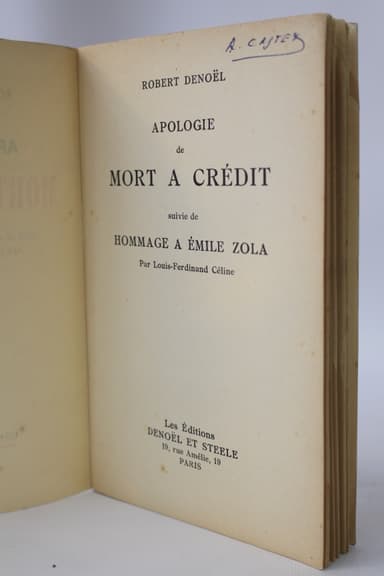 A. CASTEX
ROBERT DENOËL
APOLOGIE
de
MORT A CRÉDIT
suivie de
HOMMAGE A ÉMILE ZOLA
Par Louis-Ferdinand Céline
Les Éditions
DENOËL ET STEELE
19, rue Amélie, 19
PARIS